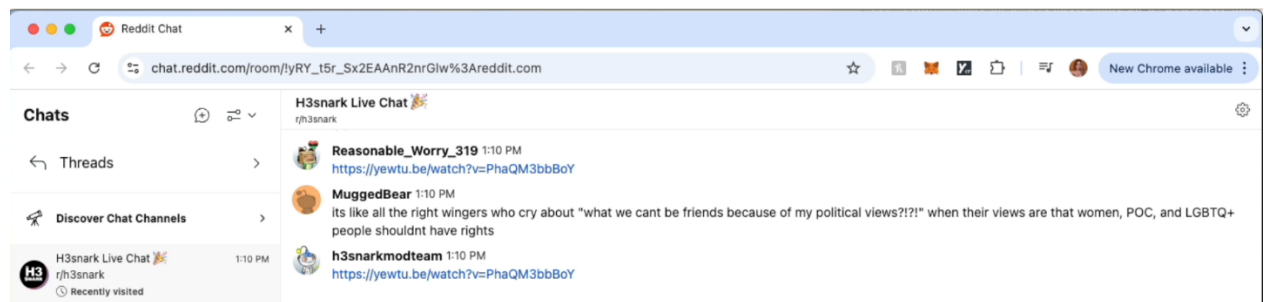 Reddit Chat
chat.reddit.com/room/!yRY_t5r_Sx2EAAnR2nrGlw%3Areddit.com
New Chrome available
Chats
Threads
Discover Chat Channels
H3snark Live Chat 🎉 1:10 PM
r/h3snark
Recently visited
H3
SNARK
H3snark Live Chat 🎉
r/h3snark
Reasonable_Worry_319 1:10 PM
https://yewtu.be/watch?v=PhaQM3bbBoY
MuggedBear 1:10 PM
its like all the right wingers who cry about "what we cant be friends because of my political views?!?!" when their views are that women, POC, and LGBTQ+
people shouldnt have rights
h3snarkmodteam 1:10 PM
https://yewtu.be/watch?v=PhaQM3bbBoY